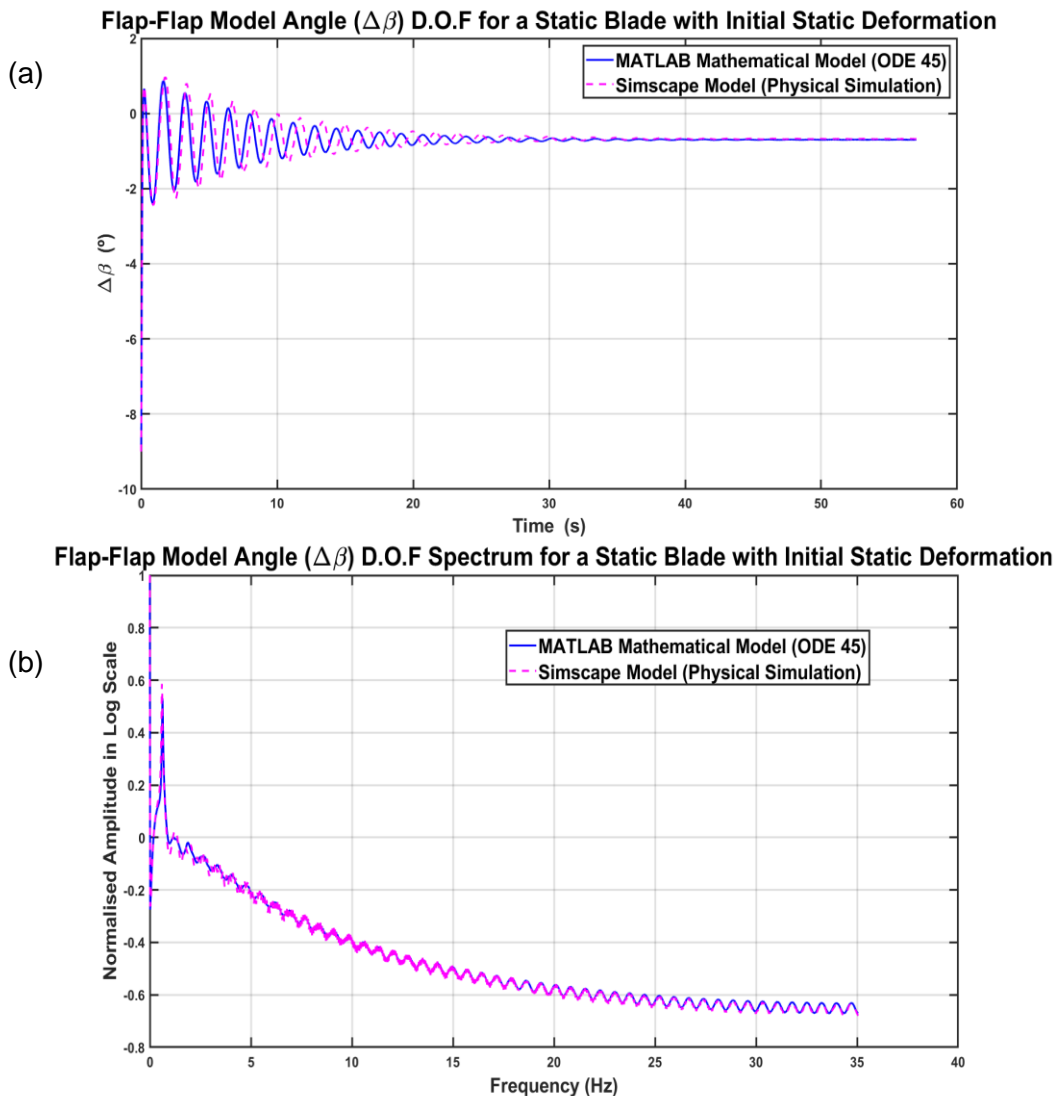 Flap-Flap Model Angle (Δβ) D.O.F for a Static Blade with Initial Static Deformation
(a)
MATLAB Mathematical Model (ODE 45)
Simscape Model (Physical Simulation)
2
0
-2
-4
-6
-8
-10
Δβ (º)
0 10 20 30 40 50 60
Time (s)
Flap-Flap Model Angle (Δβ) D.O.F Spectrum for a Static Blade with Initial Static Deformation
(b)
MATLAB Mathematical Model (ODE 45)
Simscape Model (Physical Simulation)
1
0.8
0.6
0.4
0.2
0
-0.2
-0.4
-0.6
-0.8
Normalised Amplitude in Log Scale
0 5 10 15 20 25 30 35 40
Frequency (Hz)